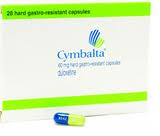 28 hard gastro-resistant capsules
Cymbalta®
60 mg hard gastro-resistant capsules
duloxetine